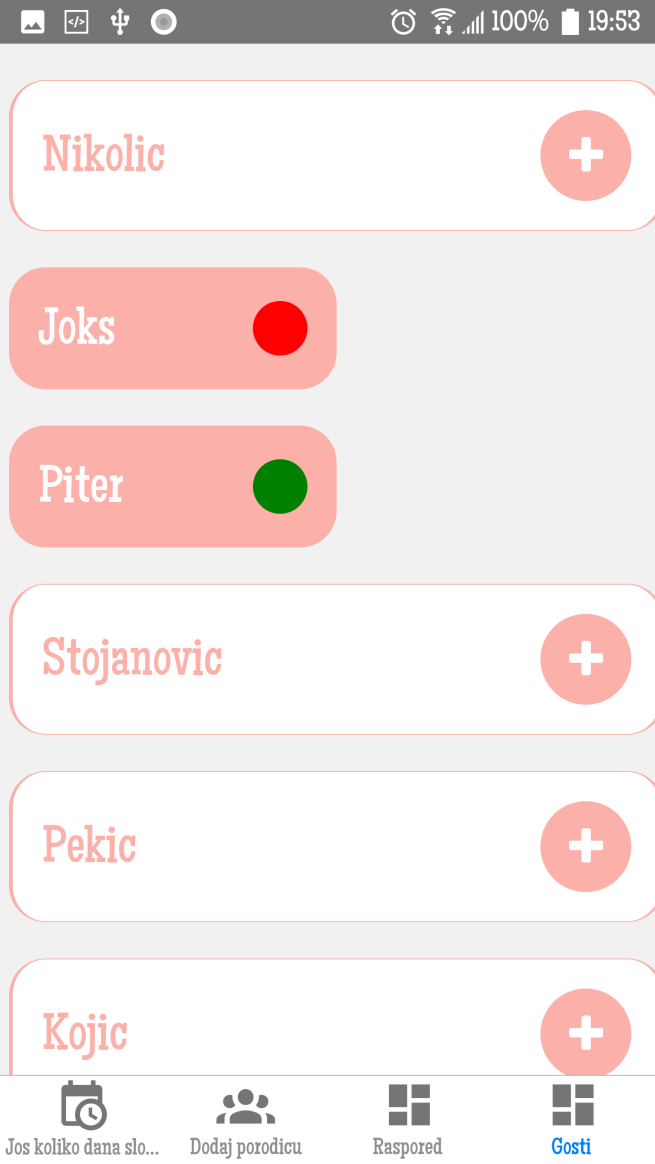 100% 19:53
Nikolic
Joks
Piter
Stojanovic
Pekic
Kojic
Jos koliko dana slo... Dodaj porodicu Raspored Gosti